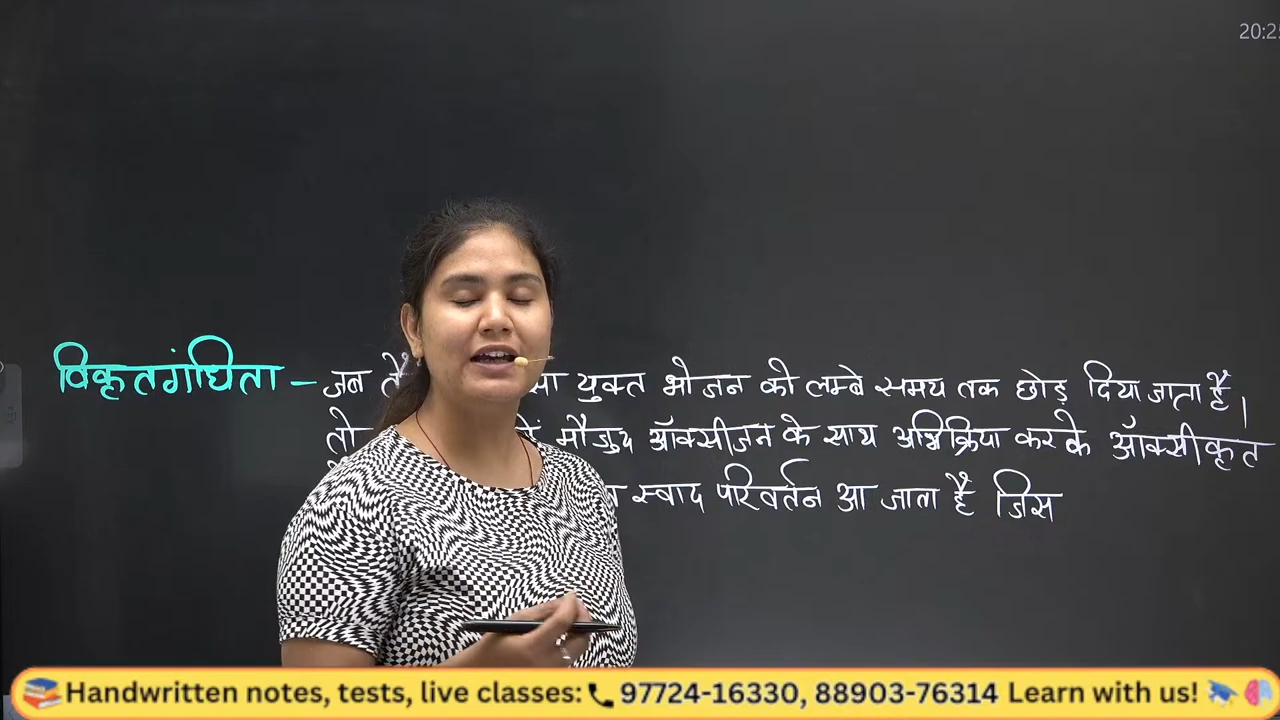 20:25
विकृतगंधिता – जब युक्त भोजन को लम्बे समय तक छोड़ दिया जाता है,
तो में मौजुद ऑक्सीजन के साथ अभिक्रिया करके ऑक्सीकृत
स्वाद परिवर्तन आ जाता है जिस
Handwritten notes, tests, live classes: 97724-16330, 88903-76314 Learn with us!